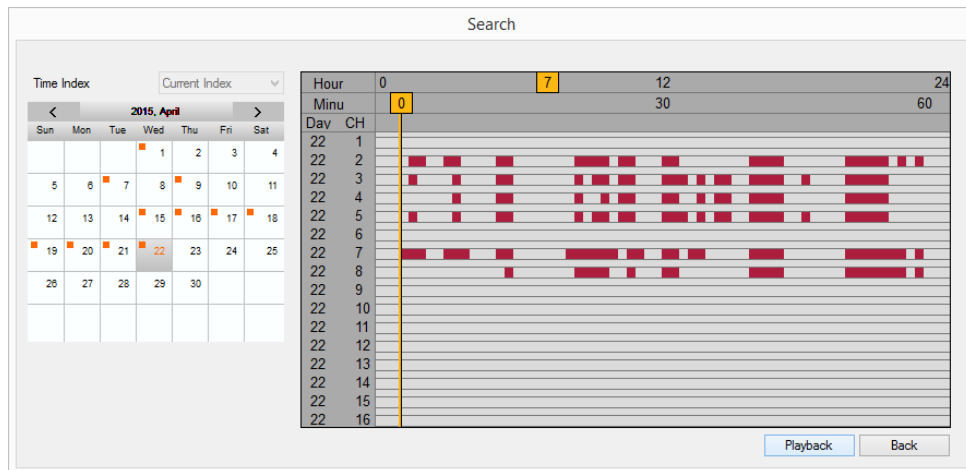 Search
Time Index Current Index
2015, April
Sun Mon Tue Wed Thu Fri Sat
1 2 3 4
5 6 7 8 9 10 11
12 13 14 15 16 17 18
19 20 21 22 23 24 25
26 27 28 29 30
Hour 0 7 12 24
Minu 0 30 60
Day CH
22 1
22 2
22 3
22 4
22 5
22 6
22 7
22 8
22 9
22 10
22 11
22 12
22 13
22 14
22 15
22 16
Playback Back